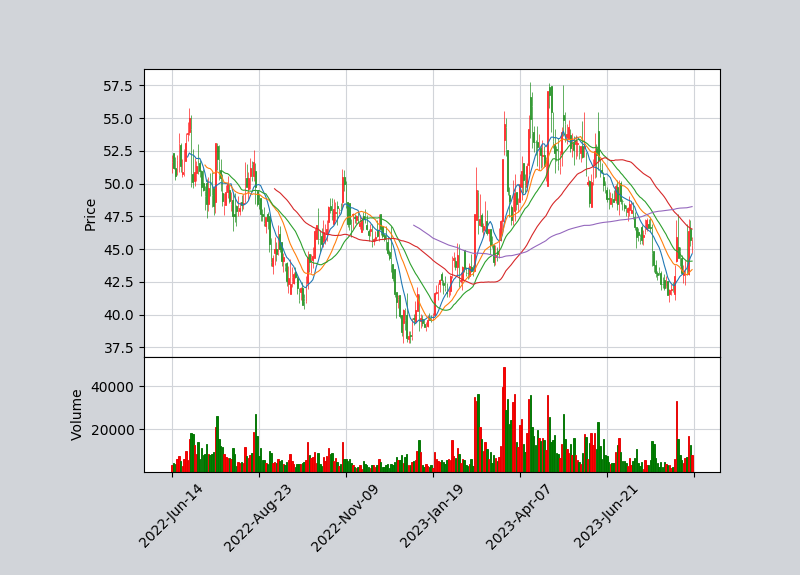 57.5
55.0
52.5
50.0
47.5
45.0
42.5
40.0
37.5
Price
40000
20000
Volume
2022-Jun-14
2022-Aug-23
2022-Nov-09
2023-Jan-19
2023-Apr-07
2023-Jun-21